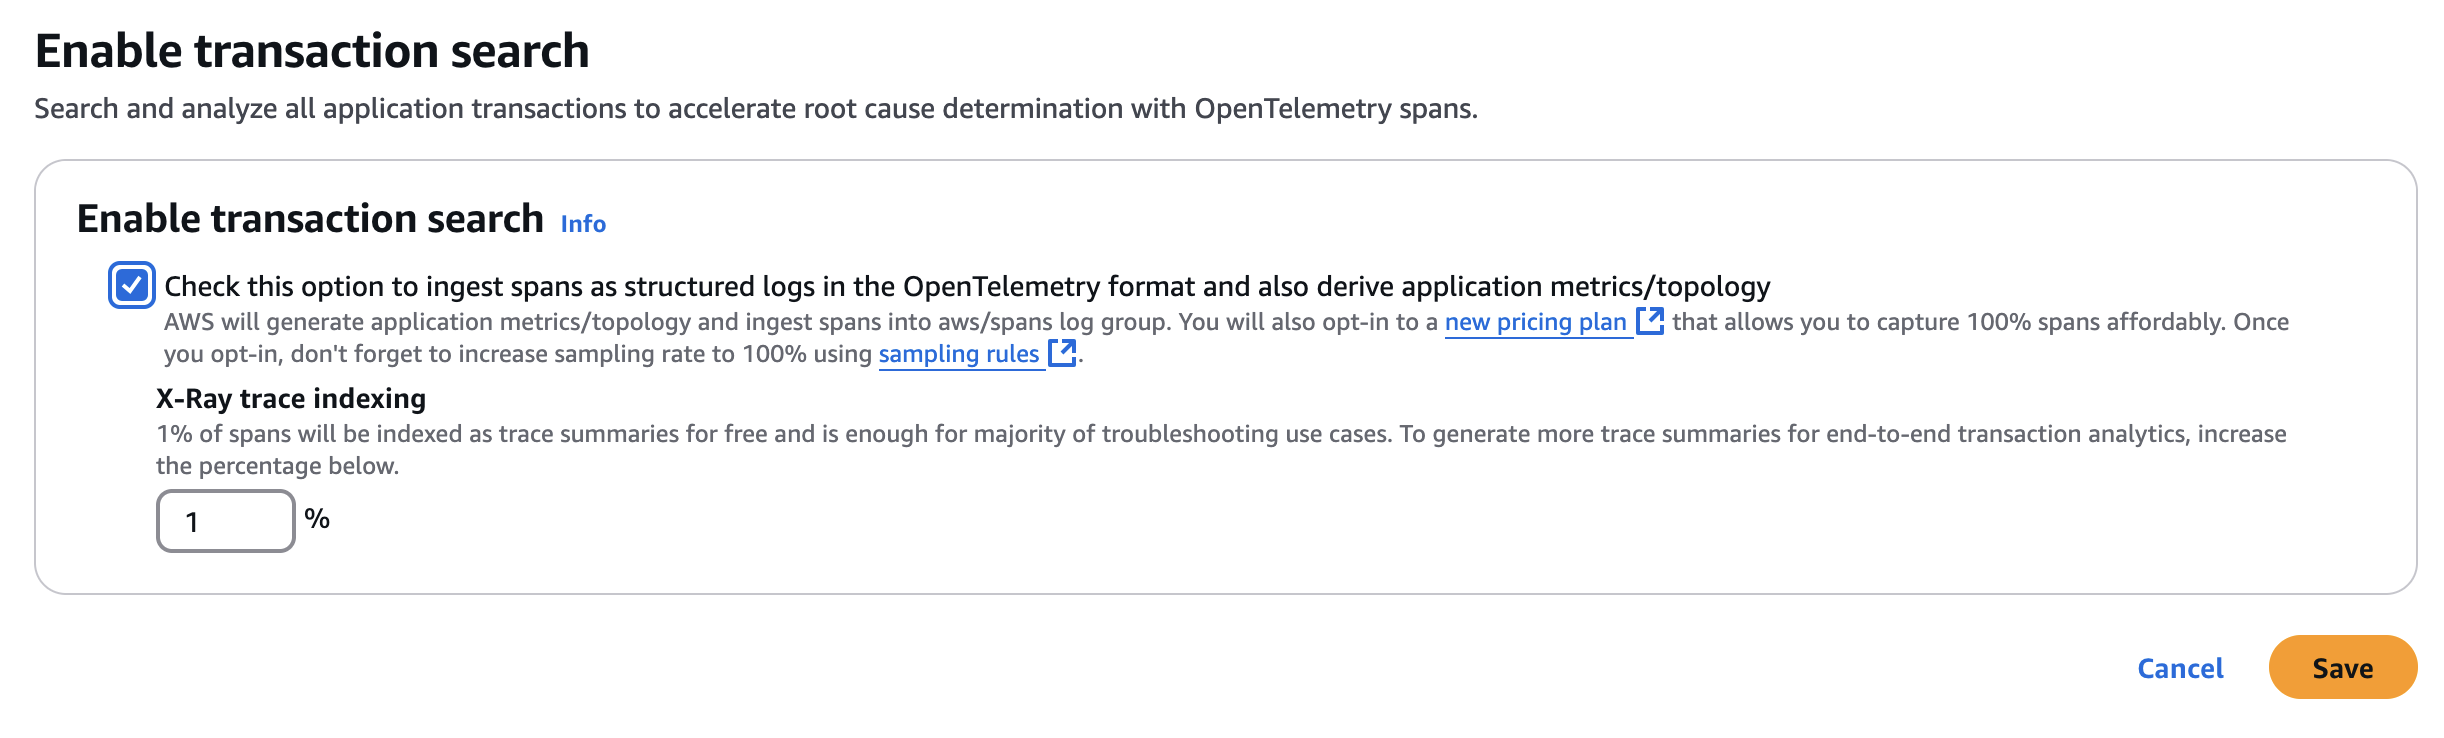 Enable transaction search
Search and analyze all application transactions to accelerate root cause determination with OpenTelemetry spans.
Enable transaction search Info
Check this option to ingest spans as structured logs in the OpenTelemetry format and also derive application metrics/topology
AWS will generate application metrics/topology and ingest spans into aws/spans log group. You will also opt-in to a new pricing plan that allows you to capture 100% spans affordably. Once
you opt-in, don't forget to increase sampling rate to 100% using sampling rules.
X-Ray trace indexing
1% of spans will be indexed as trace summaries for free and is enough for majority of troubleshooting use cases. To generate more trace summaries for end-to-end transaction analytics, increase
the percentage below.
1 %
Cancel Save